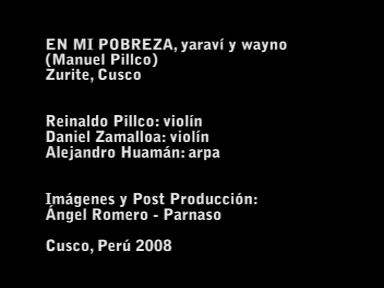 EN MI POBREZA, yaraví y wayno
(Manuel Pillco)
Zurite, Cusco
Reinaldo Pillco: violín
Daniel Zamalloa: violín
Alejandro Huamán: arpa
Imágenes y Post Producción:
Ángel Romero - Parnaso
Cusco, Perú 2008